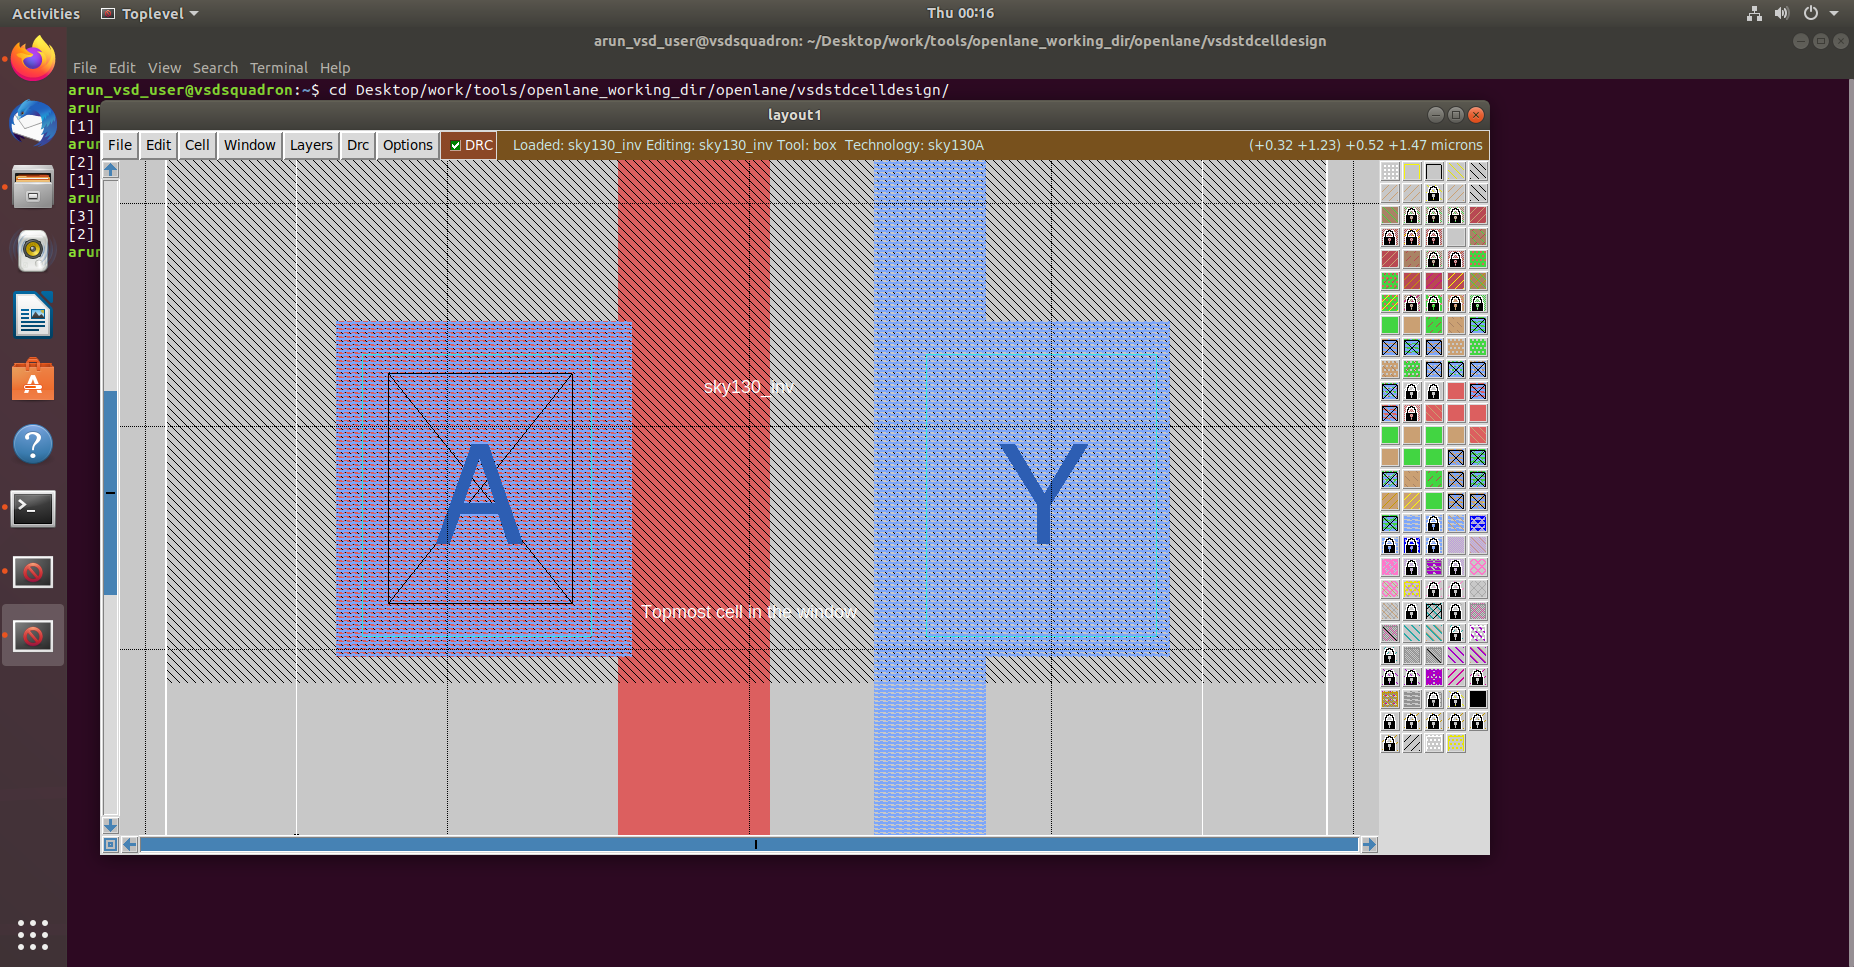 Activities Toplevel Thu 00:16
arun_vsd_user@vsdsquadron: ~/Desktop/work/tools/openlane_working_dir/openlane/vsdstdcelldesign
File Edit View Search Terminal Help
arun_vsd_user@vsdsquadron:~$ cd Desktop/work/tools/openlane_working_dir/openlane/vsdstdcelldesign/
arun
layout1
[1]
File Edit Cell Window Layers Drc Options DRC Loaded: sky130_inv Editing: sky130_inv Tool: box Technology: sky130A (+0.32 +1.23) +0.52 +1.47 microns
arun
[2]
[1]
arun
[3]
[2]
arun
sky130_inv
A Y
Topmost cell in the window